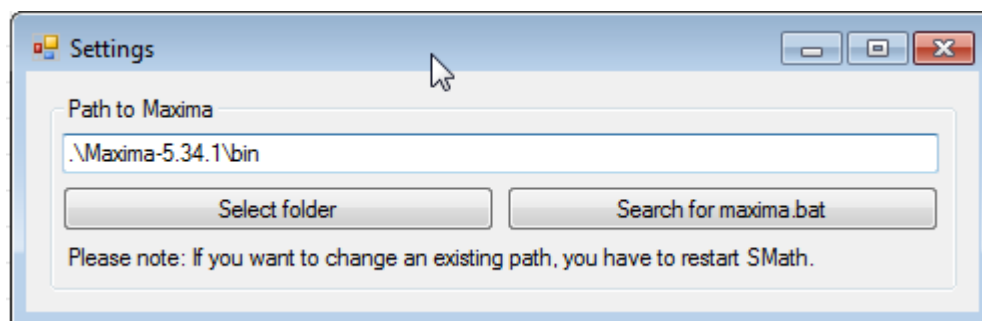 Settings
Path to Maxima
.\Maxima-5.34.1\bin
Select folder Search for maxima.bat
Please note: If you want to change an existing path, you have to restart SMath.